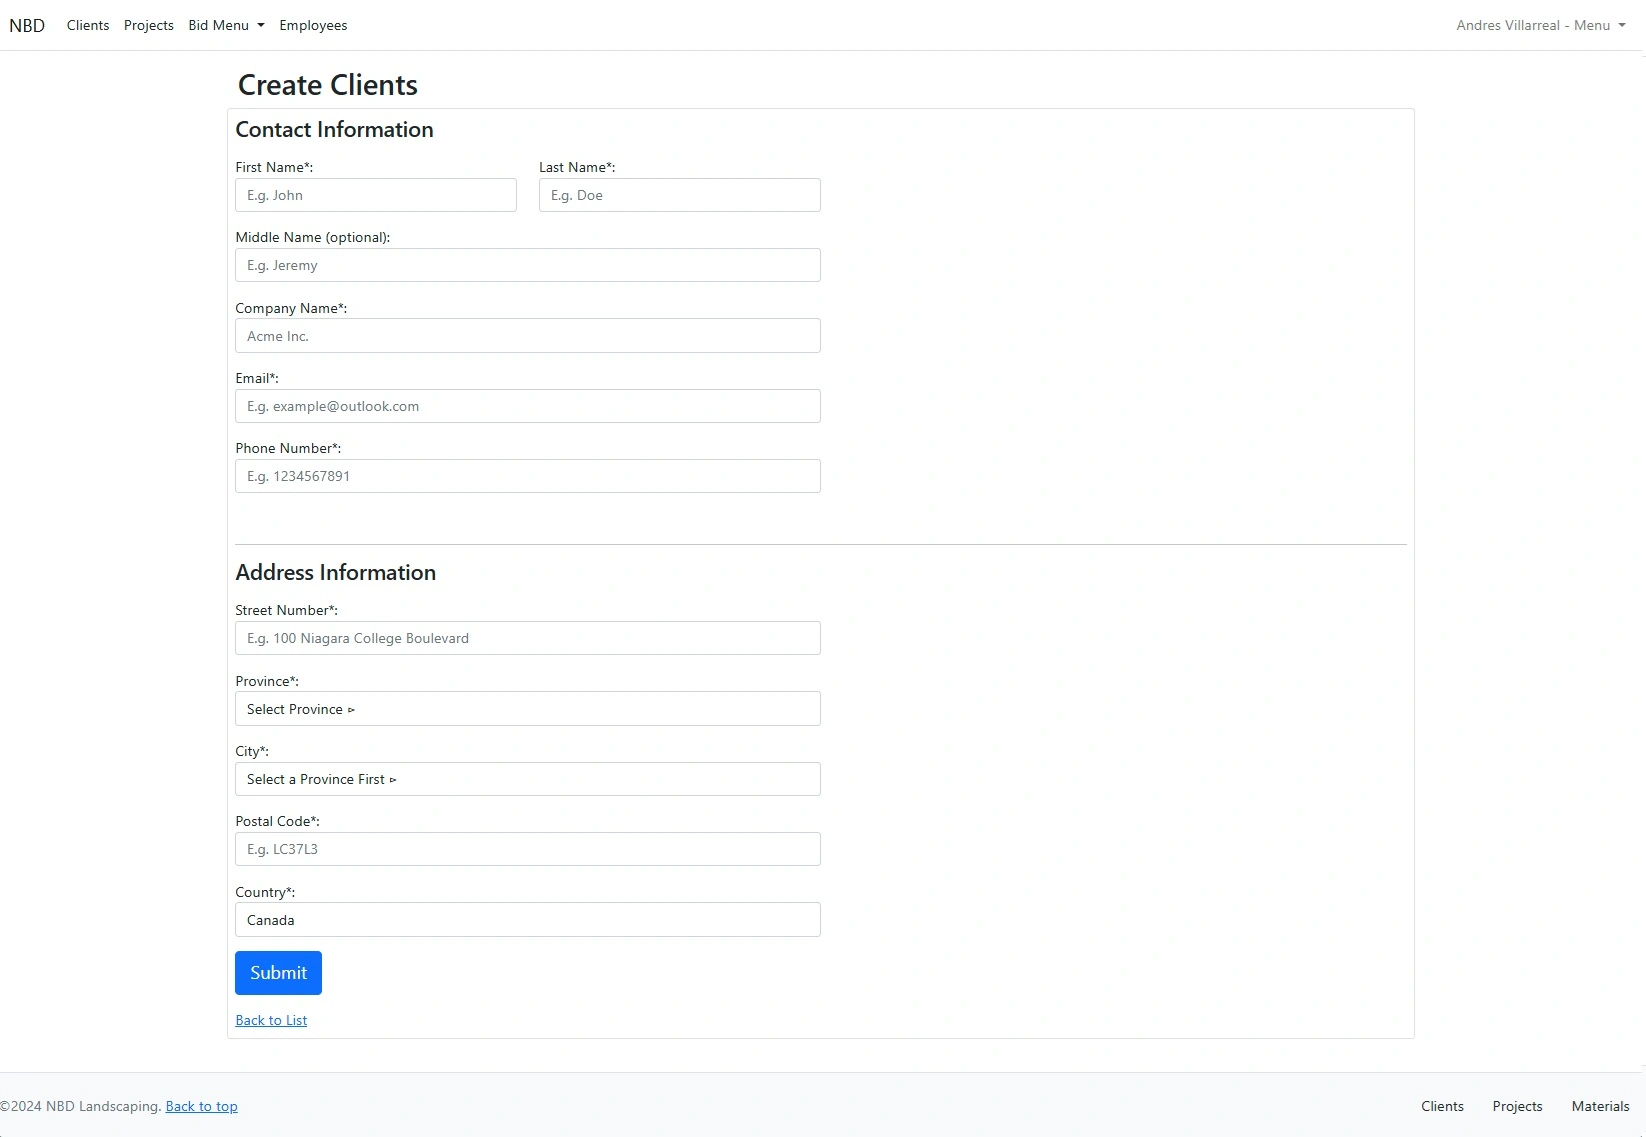 NBD Clients Projects Bid Menu Employees Andres Villarreal - Menu
Create Clients
Contact Information
First Name*: Last Name*:
E.g. John E.g. Doe
Middle Name (optional):
E.g. Jeremy
Company Name*:
Acme Inc.
Email*:
E.g. example@outlook.com
Phone Number*:
E.g. 1234567891
Address Information
Street Number*:
E.g. 100 Niagara College Boulevard
Province*:
Select Province ▻
City*:
Select a Province First ▻
Postal Code*:
E.g. LC37L3
Country*:
Canada
Submit
Back to List
©2024 NBD Landscaping. Back to top Clients Projects Materials